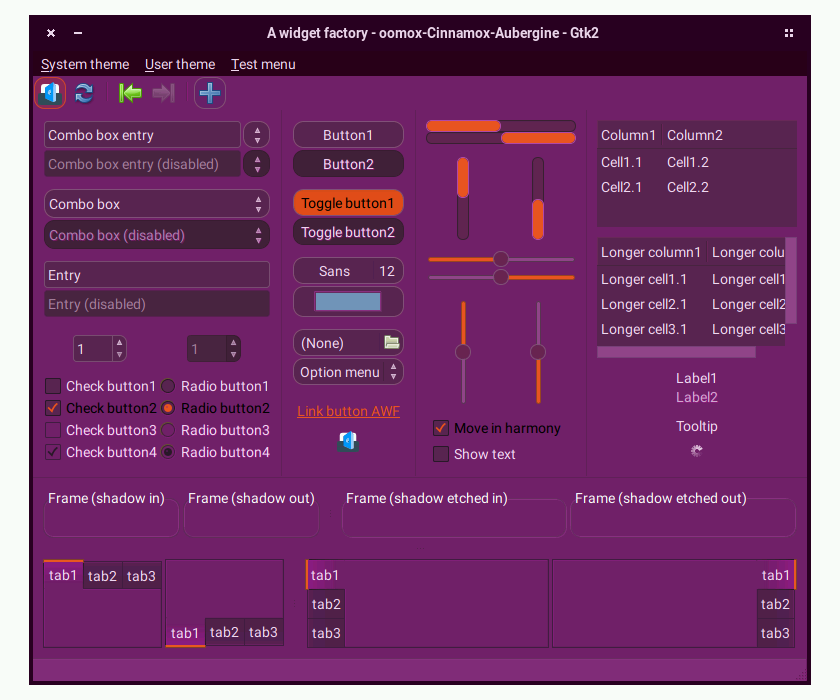 A widget factory - oomox-Cinnamox-Aubergine - Gtk2
System theme User theme Test menu
Combo box entry
Combo box entry (disabled)
Combo box
Combo box (disabled)
Entry
Entry (disabled)
1 1
Check button1 Radio button1
Check button2 Radio button2
Check button3 Radio button3
Check button4 Radio button4
Button1
Button2
Toggle button1
Toggle button2
Sans 12
(None)
Option menu
Link button AWF
Move in harmony
Show text
Column1 Column2
Cell1.1 Cell1.2
Cell2.1 Cell2.2
Longer column1 Longer colu
Longer cell1.1 Longer cell1
Longer cell2.1 Longer cell2
Longer cell3.1 Longer cell3
Label1
Label2
Tooltip
Frame (shadow in) Frame (shadow out) Frame (shadow etched in) Frame (shadow etched out)
tab1 tab2 tab3
tab1 tab2 tab3
tab1
tab2
tab3
tab1
tab2
tab3